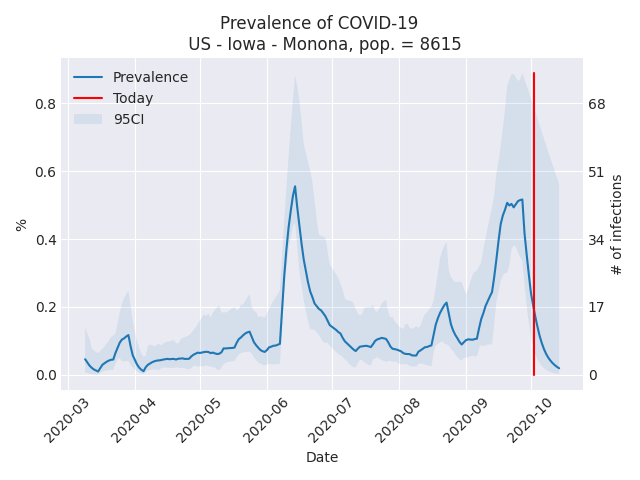 Prevalence of COVID-19
US - Iowa - Monona, pop. = 8615
Prevalence
Today
95CI
%
0.8
0.6
0.4
0.2
0.0
68
51
34
17
0
# of infections
2020-03
2020-04
2020-05
2020-06
2020-07
2020-08
2020-09
2020-10
Date